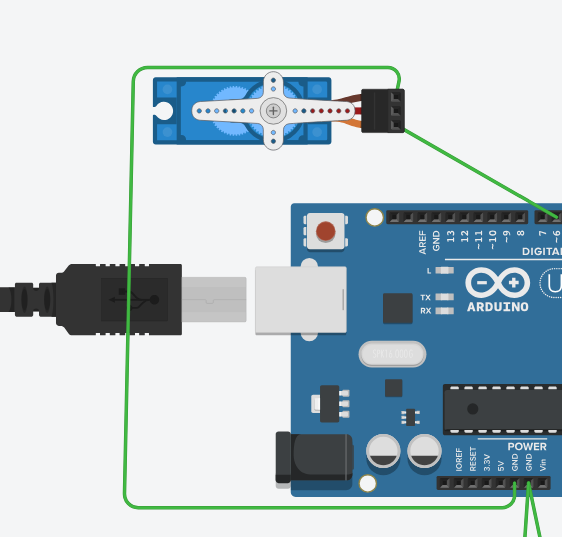 AREF
GND
13
12
~11
~10
~9
8
7
~6
DIGITAL
L
TX
RX
ARDUINO
U
POWER
IOREF
RESET
3.3V
5V
GND
GND
Vin